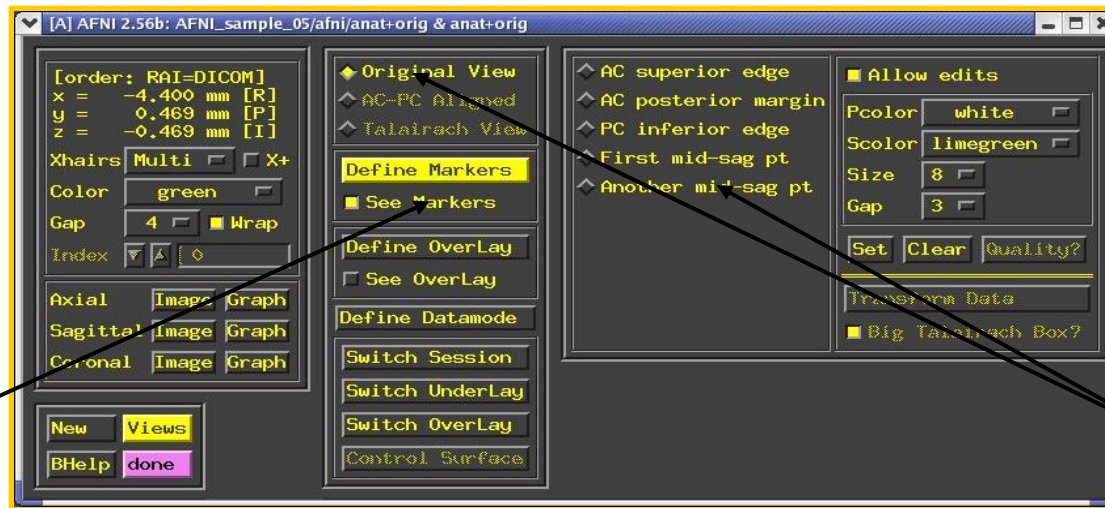 [A] AFNI 2.56b: AFNI_sample_05/afni/anat+orig & anat+orig
[order: RAI=DICOM]
x = -4.400 mm [R]
y = 0.469 mm [P]
z = -0.469 mm [I]
Xhairs Multi X+
Color green
Gap 4 Wrap
Index 0
Axial Image Graph
Sagittal Image Graph
Coronal Image Graph
New Views
BHelp done
Original View
AC-PC Aligned
Talairach View
Define Markers
See Markers
Define OverLay
See OverLay
Define Datamode
Switch Session
Switch UnderLay
Switch OverLay
Control Surface
AC superior edge
AC posterior margin
PC inferior edge
First mid-sag pt
Another mid-sag pt
Allow edits
Pcolor white
Scolor limegreen
Size 8
Gap 3
Set Clear Quality?
Transform Data
Big Talairach Box?